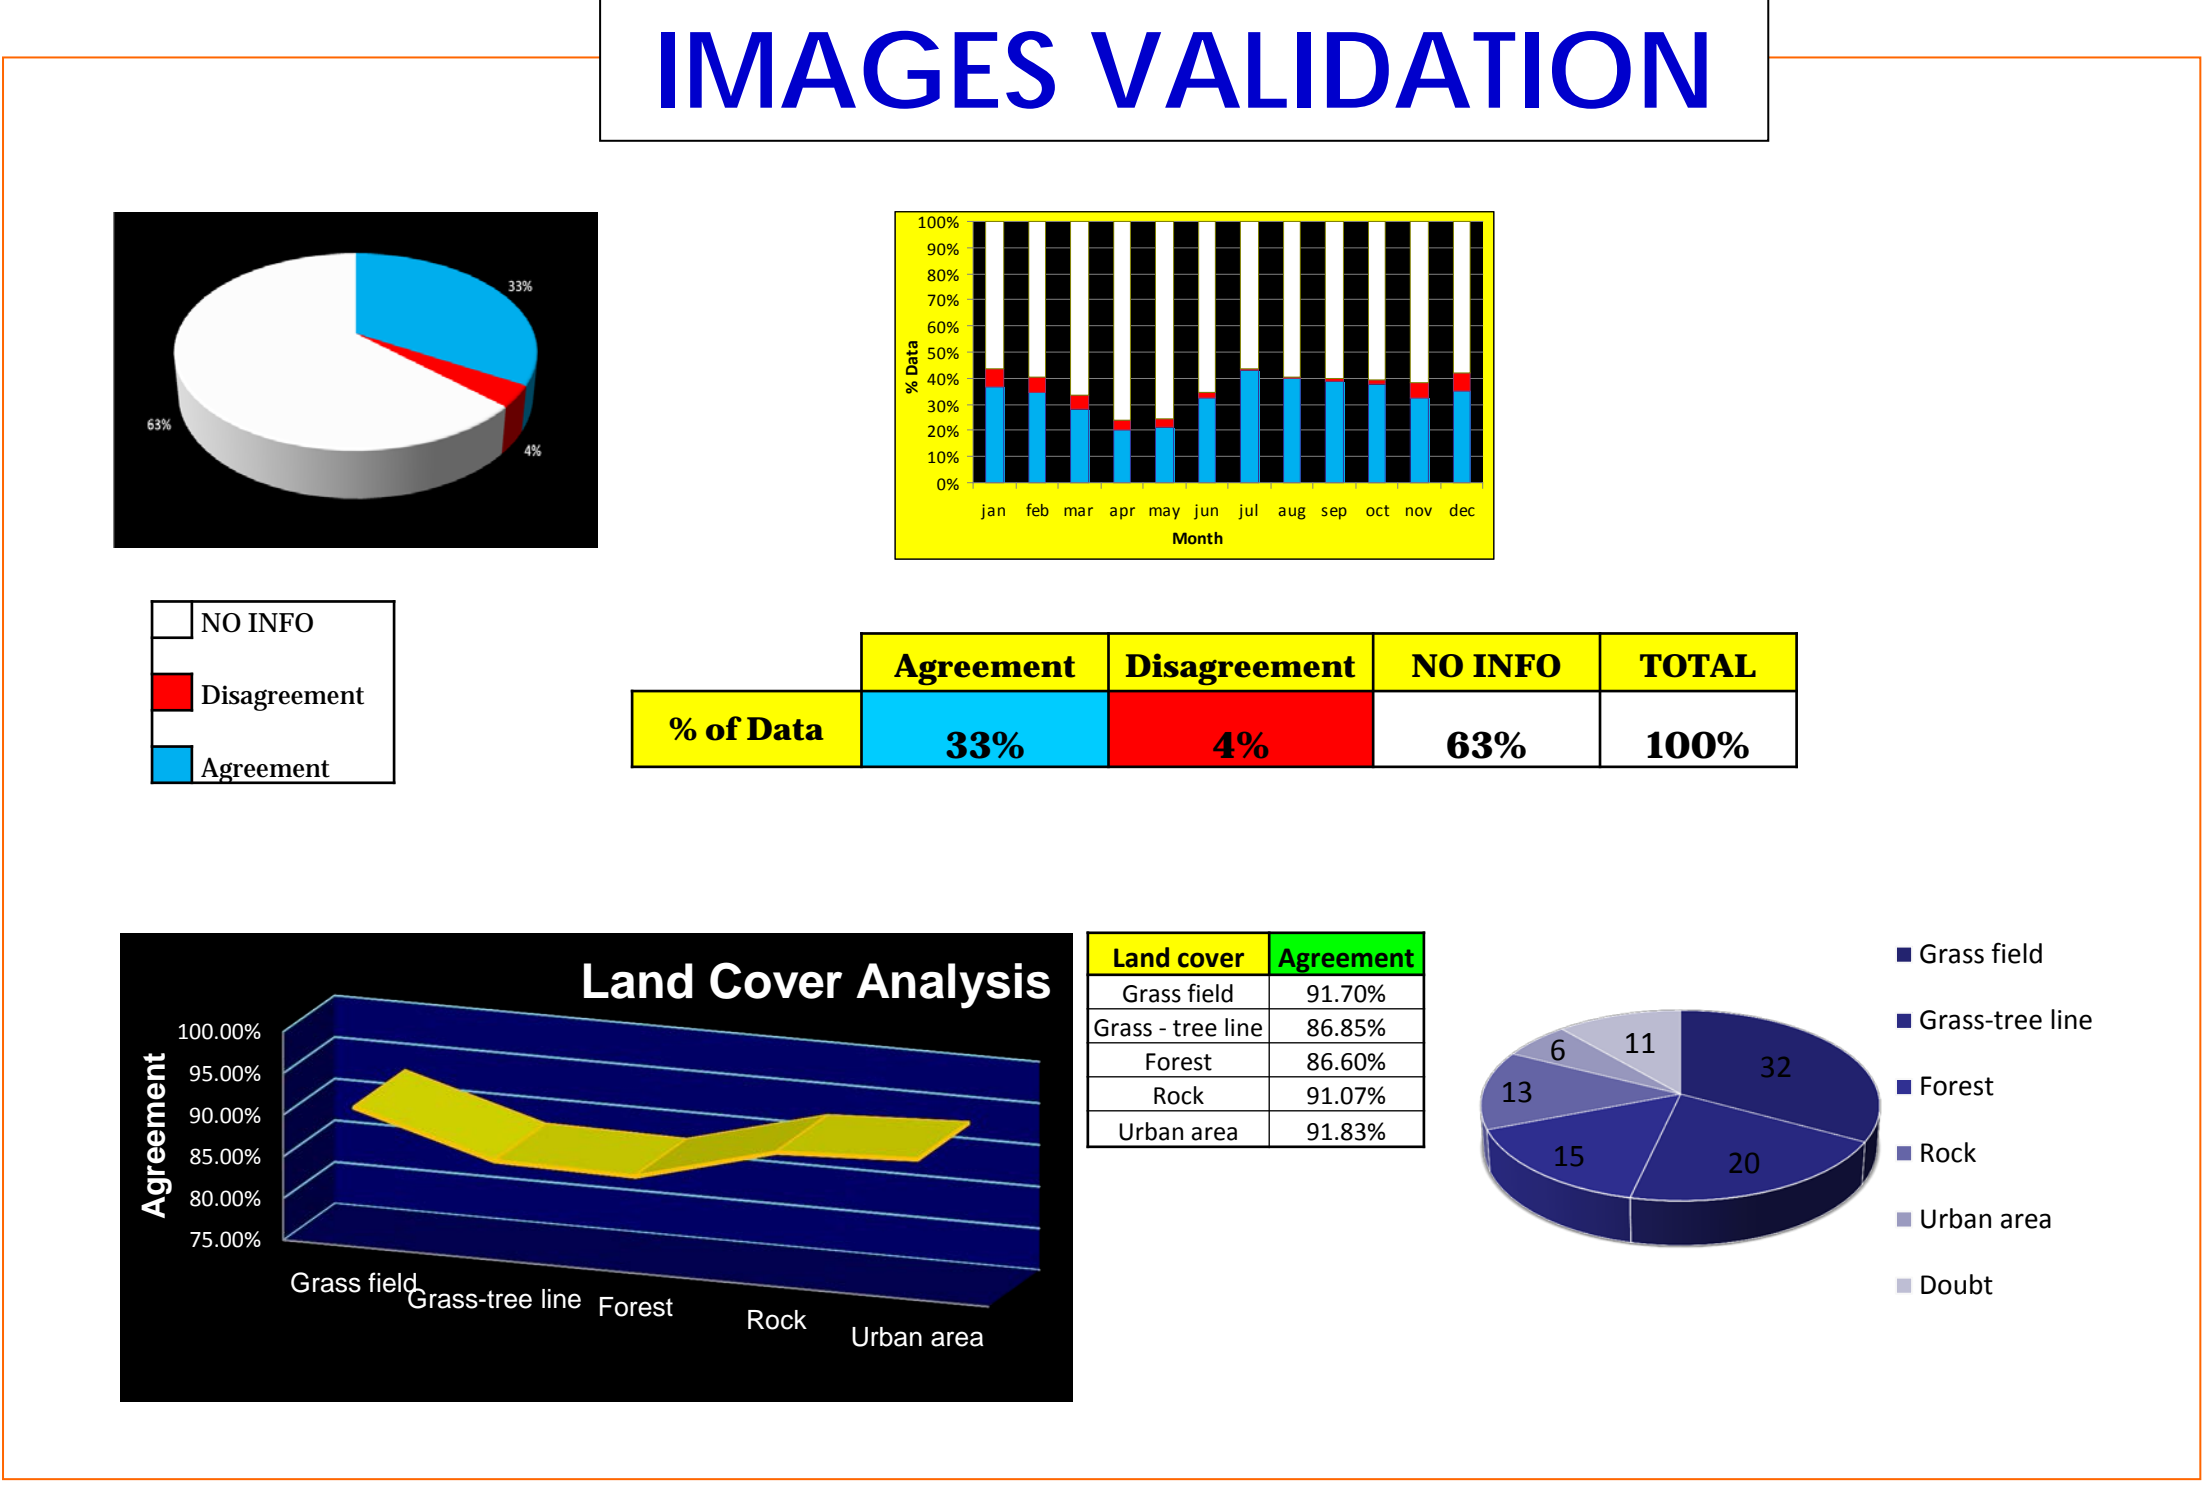 IMAGES VALIDATION
33%
63%
4%
100%
90%
80%
70%
60%
50%
40%
30%
20%
10%
0%
% Data
jan feb mar apr may jun jul aug sep oct nov dec
Month
NO INFO
Disagreement
Agreement
Agreement Disagreement NO INFO TOTAL
% of Data 33% 4% 63% 100%
Land Cover Analysis
100.00%
95.00%
90.00%
85.00%
80.00%
75.00%
Agreement
Grass field
Grass-tree line
Forest
Rock
Urban area
Land cover Agreement
Grass field 91.70%
Grass - tree line 86.85%
Forest 86.60%
Rock 91.07%
Urban area 91.83%
32
20
15
13
6
11
Grass field
Grass-tree line
Forest
Rock
Urban area
Doubt